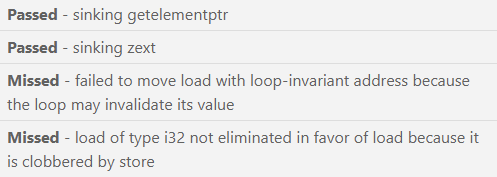 Passed - sinking getelementptr
Passed - sinking zext
Missed - failed to move load with loop-invariant address because
the loop may invalidate its value
Missed - load of type i32 not eliminated in favor of load because it
is clobbered by store